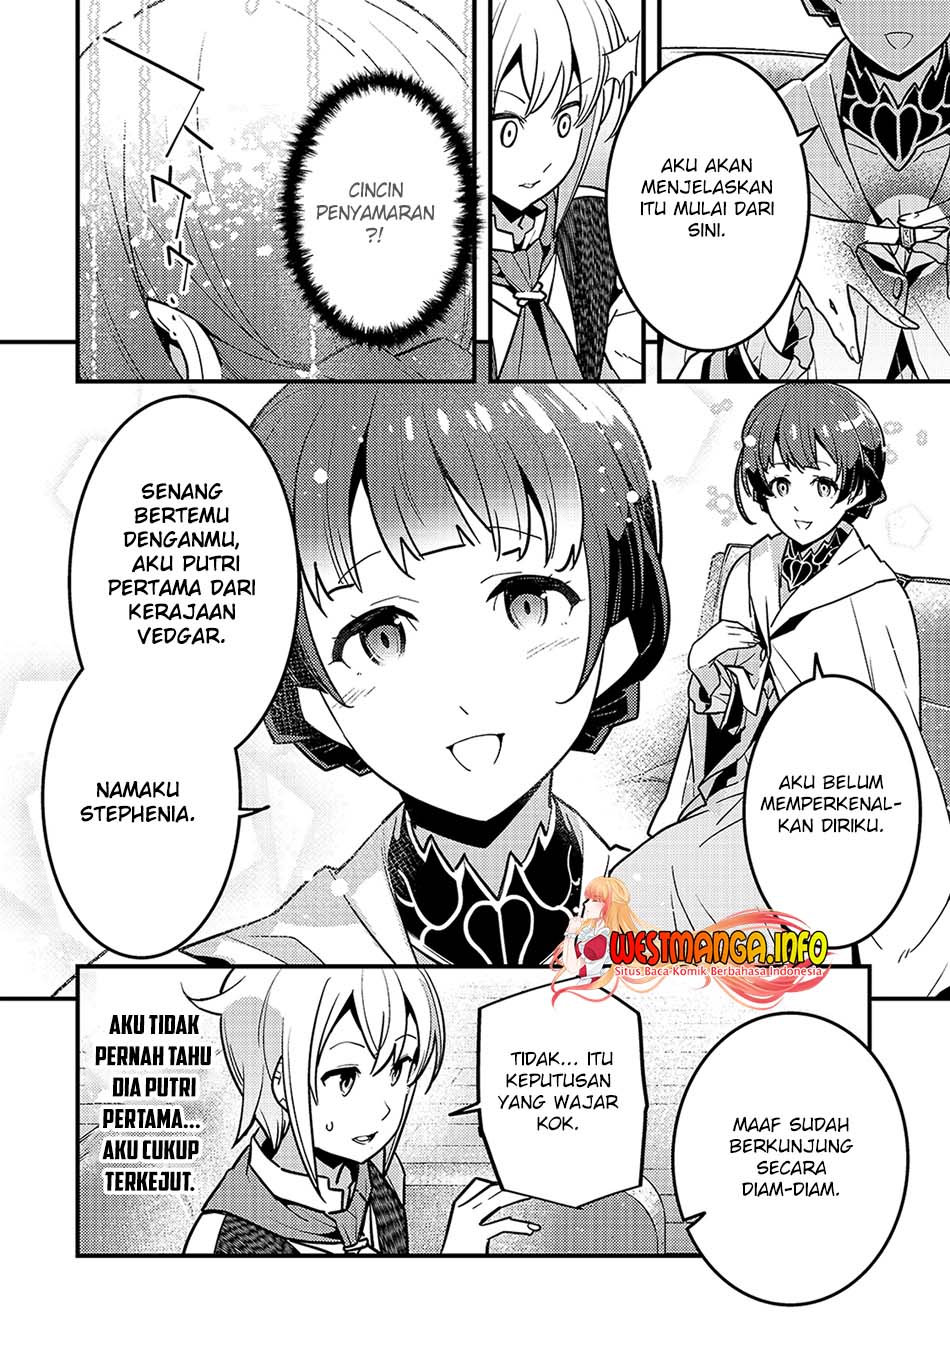 AKU AKAN
MENJELASKAN
ITU MULAI DARI
SINI.
CINCIN
PENYAMARAN
?!
AKU BELUM
MEMPERKENAL-
KAN DIRIKU.
SENANG
BERTEMU
DENGANMU,
AKU PUTRI
PERTAMA DARI
KERAJAAN
VEDGAR.
NAMAKU
STEPHENIA.
WESTMANGA.INFO
Situs Baca Komik Berbahasa Indonesia
MAAF SUDAH
BERKUNJUNG
SECARA
DIAM-DIAM.
TIDAK... ITU
KEPUTUSAN
YANG WAJAR
KOK.
AKU TIDAK
PERNAH TAHU
DIA PUTRI
PERTAMA...
AKU CUKUP
TERKEJUT.